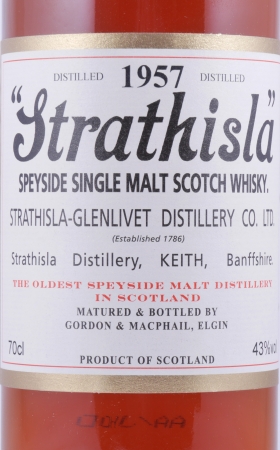 DISTILLED 1957 DISTILLED
"Strathisla"
SPEYSIDE SINGLE MALT SCOTCH WHISKY.
STRATHISLA-GLENLIVET DISTILLERY CO. LTD.
(Established 1786)
Strathisla Distillery, KEITH, Banffshire.
THE OLDEST SPEYSIDE MALT DISTILLERY
IN SCOTLAND
MATURED & BOTTLED BY
GORDON & MACPHAIL, ELGIN
70cl 43%vol
PRODUCT OF SCOTLAND